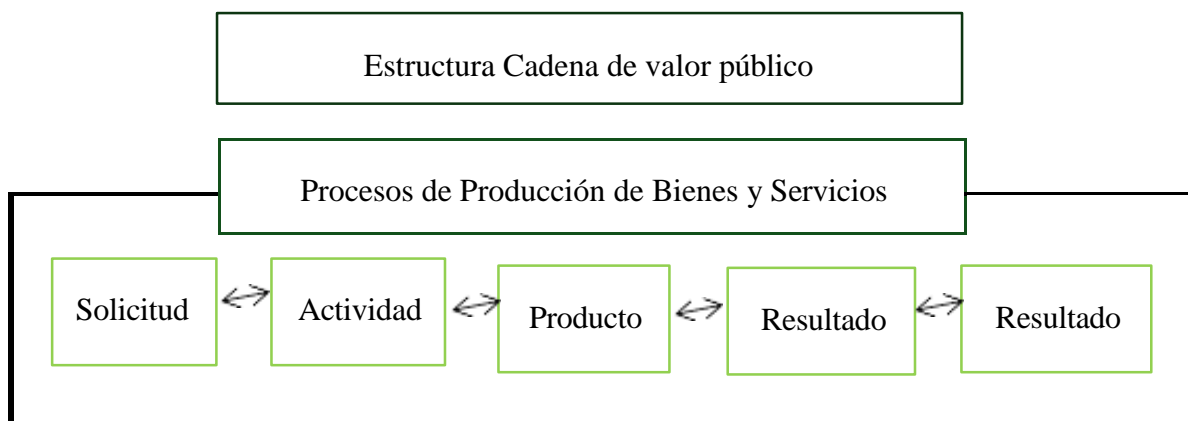 Estructura Cadena de valor público
Procesos de Producción de Bienes y Servicios
Solicitud
Actividad
Producto
Resultado
Resultado